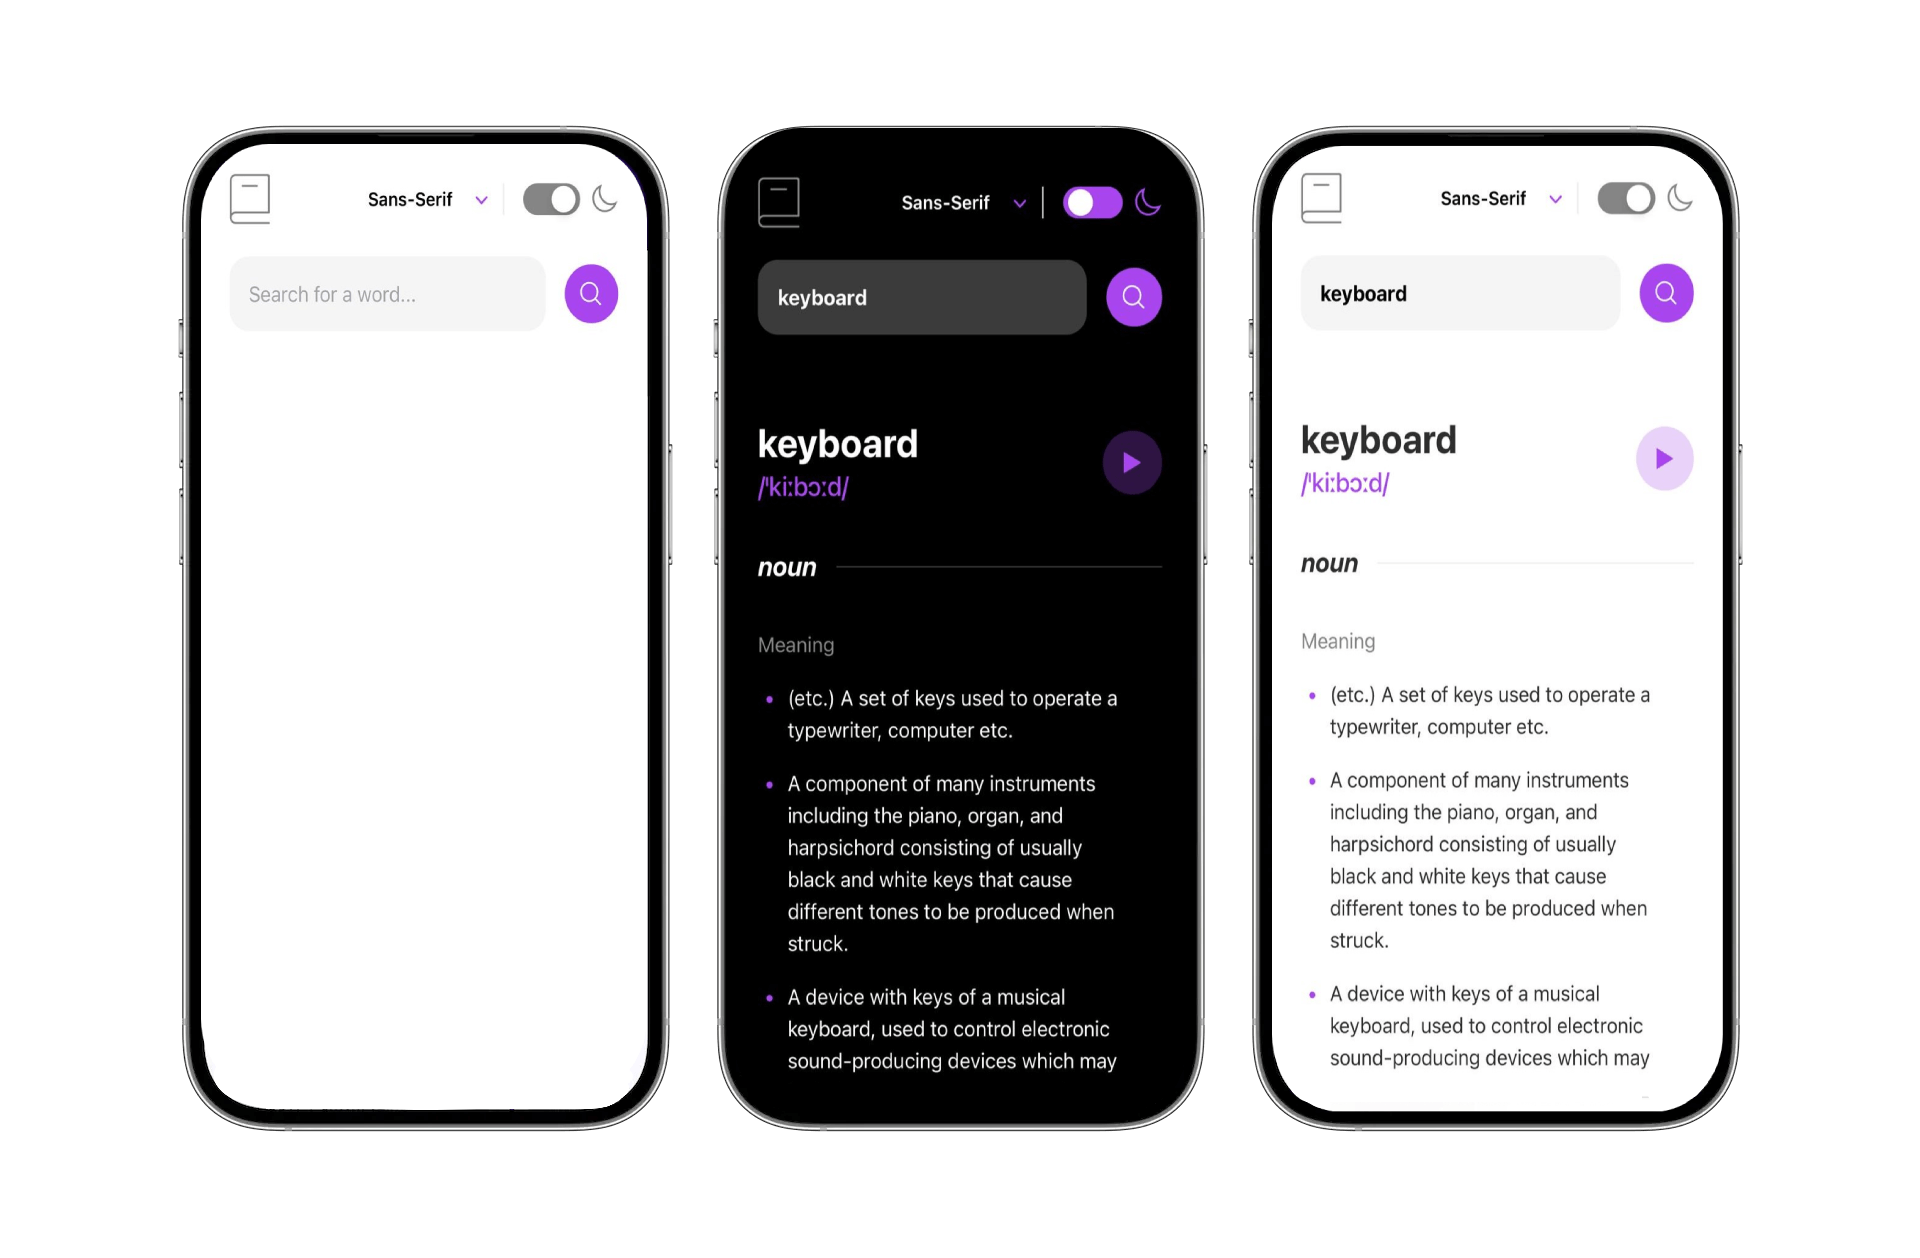 Sans-Serif
Search for a word...
Sans-Serif
keyboard
keyboard
/ˈkiːbɔːd/
noun
Meaning
• (etc.) A set of keys used to operate a
typewriter, computer etc.
• A component of many instruments
including the piano, organ, and
harpsichord consisting of usually
black and white keys that cause
different tones to be produced when
struck.
• A device with keys of a musical
keyboard, used to control electronic
sound-producing devices which may
Sans-Serif
keyboard
keyboard
/ˈkiːbɔːd/
noun
Meaning
• (etc.) A set of keys used to operate a
typewriter, computer etc.
• A component of many instruments
including the piano, organ, and
harpsichord consisting of usually
black and white keys that cause
different tones to be produced when
struck.
• A device with keys of a musical
keyboard, used to control electronic
sound-producing devices which may